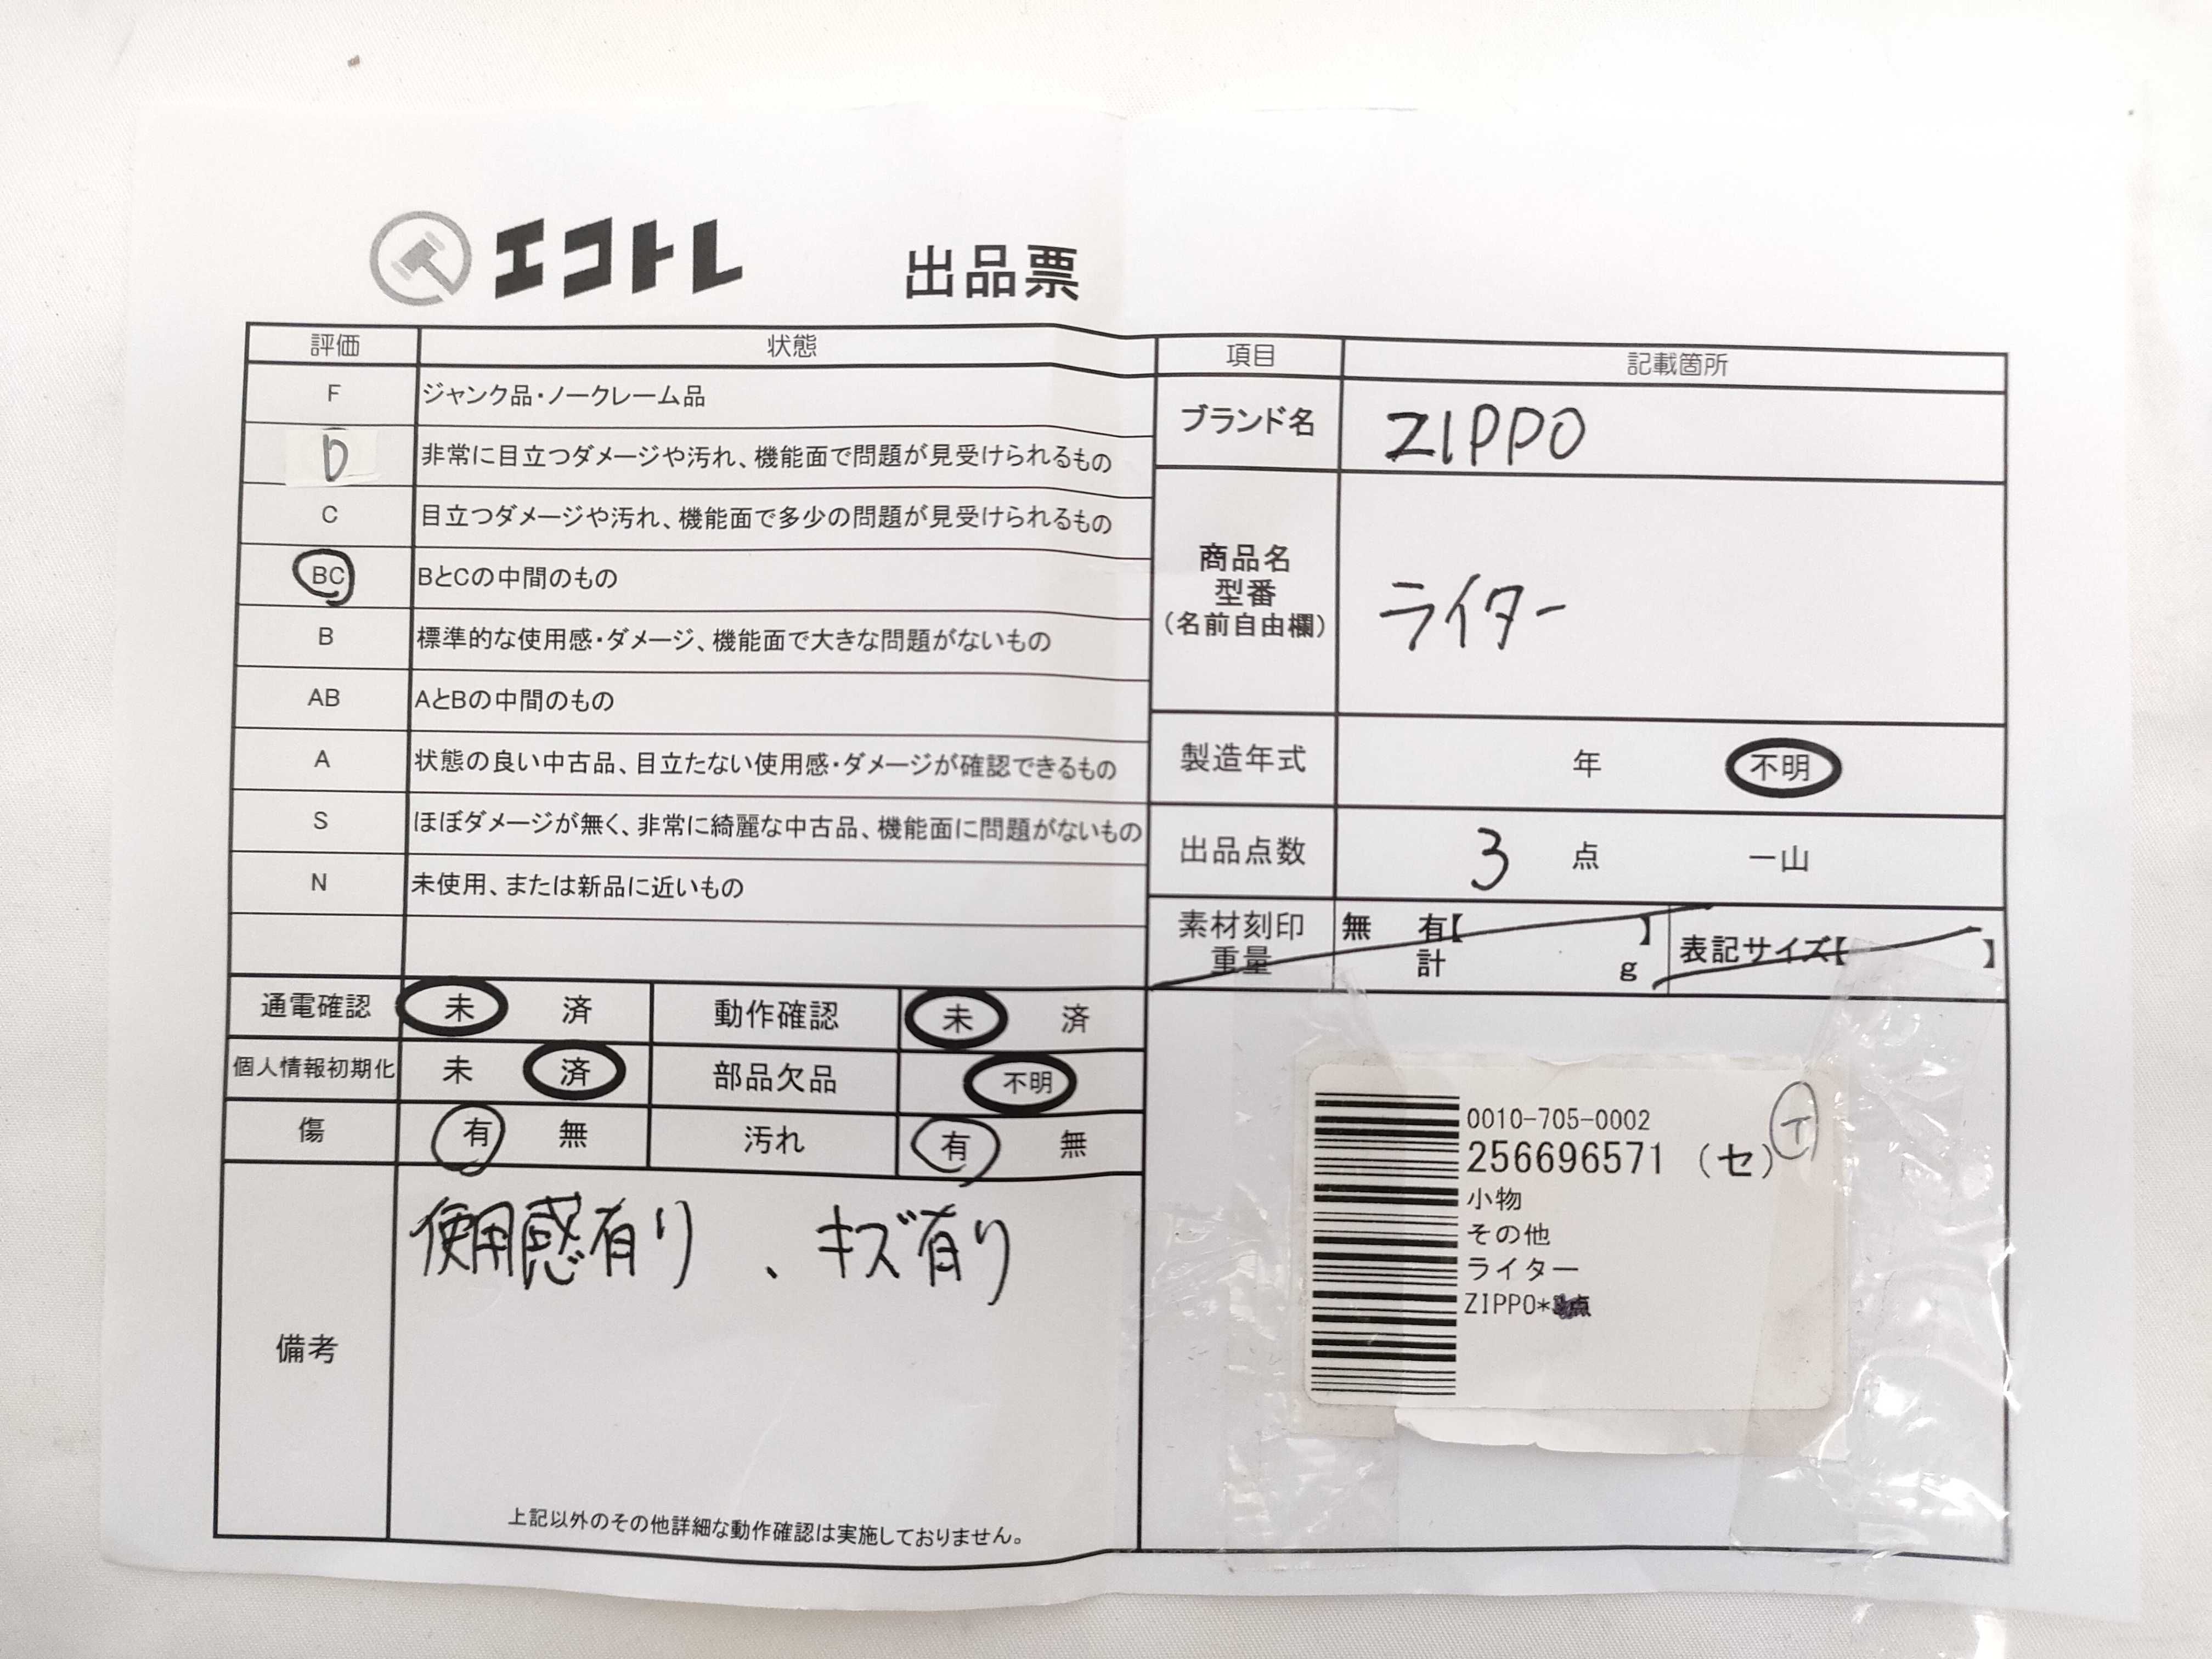 エコトレ 出品票
評価 状態
F ジャンク品・ノークレーム品
D 非常に目立つダメージや汚れ、機能面で問題が見受けられるもの
C 目立つダメージや汚れ、機能面で多少の問題が見受けられるもの
BC BとCの中間のもの
B 標準的な使用感・ダメージ、機能面で大きな問題がないもの
AB AとBの中間のもの
A 状態の良い中古品、目立たない使用感・ダメージが確認できるもの
S ほぼダメージが無く、非常に綺麗な中古品、機能面に問題がないもの
N 未使用、または新品に近いもの
通電確認 未 済 動作確認 未 済
個人情報初期化 未 済 部品欠品 不明
傷 有 無 汚れ 有 無
備考
使用感有り、キズ有り
上記以外のその他詳細な動作確認は実施しておりません。
項目 記載箇所
ブランド名 ZIPPO
商品名
型番
(名前自由欄)
ライター
製造年式 年 不明
出品点数 3 点 一山
素材刻印 無 有【 】
重量 計 g
表記サイズ【 】
0010-705-0002
256696571 (セ)
小物
その他
ライター
ZIPPO*点